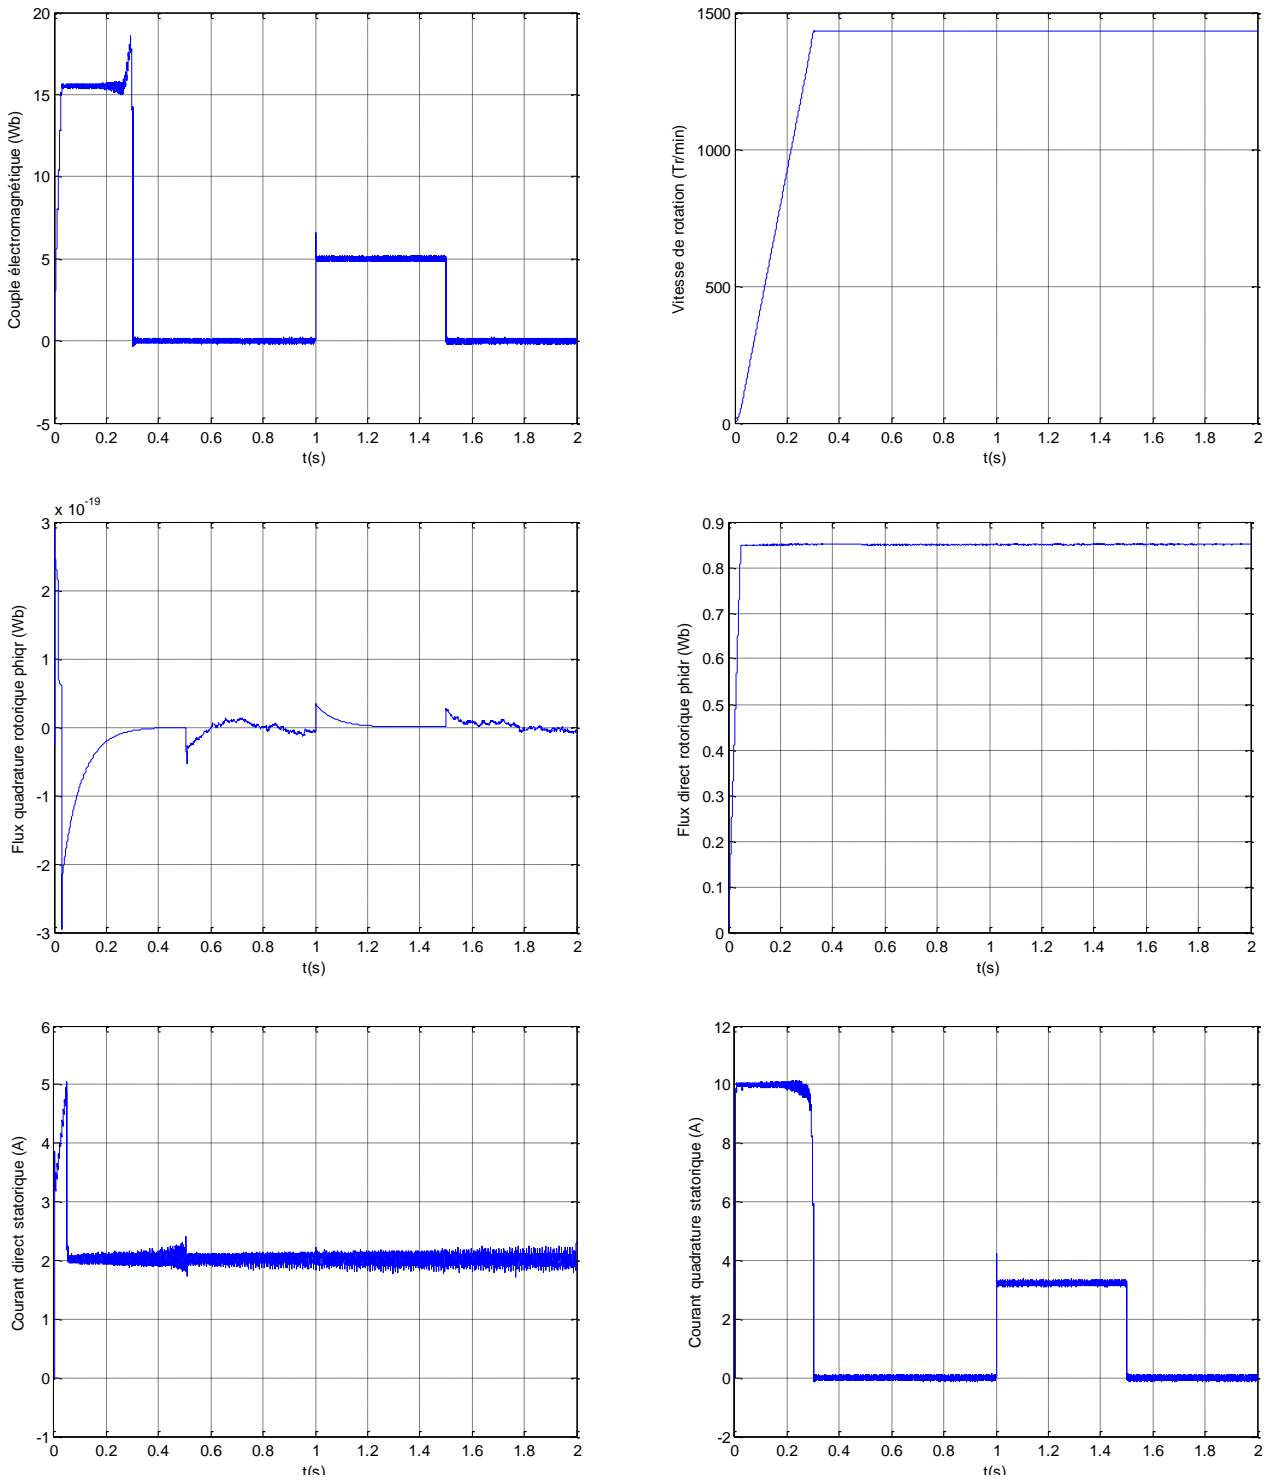 20
15
10
5
0
-5
Couple électromagnétique (Wb)
0 0.2 0.4 0.6 0.8 1 1.2 1.4 1.6 1.8 2
t(s)
1500
1000
500
0
Vitesse de rotation (Tr/min)
0 0.2 0.4 0.6 0.8 1 1.2 1.4 1.6 1.8 2
t(s)
x 10^-19
3
2
1
0
-1
-2
-3
Flux quadrature rotorique phiqr (Wb)
0 0.2 0.4 0.6 0.8 1 1.2 1.4 1.6 1.8 2
t(s)
0.9
0.8
0.7
0.6
0.5
0.4
0.3
0.2
0.1
0
Flux direct rotorique phidr (Wb)
0 0.2 0.4 0.6 0.8 1 1.2 1.4 1.6 1.8 2
t(s)
6
5
4
3
2
1
0
-1
Courant direct statorique (A)
0 0.2 0.4 0.6 0.8 1 1.2 1.4 1.6 1.8 2
t(s)
12
10
8
6
4
2
0
-2
Courant quadrature statorique (A)
0 0.2 0.4 0.6 0.8 1 1.2 1.4 1.6 1.8 2
t(s)